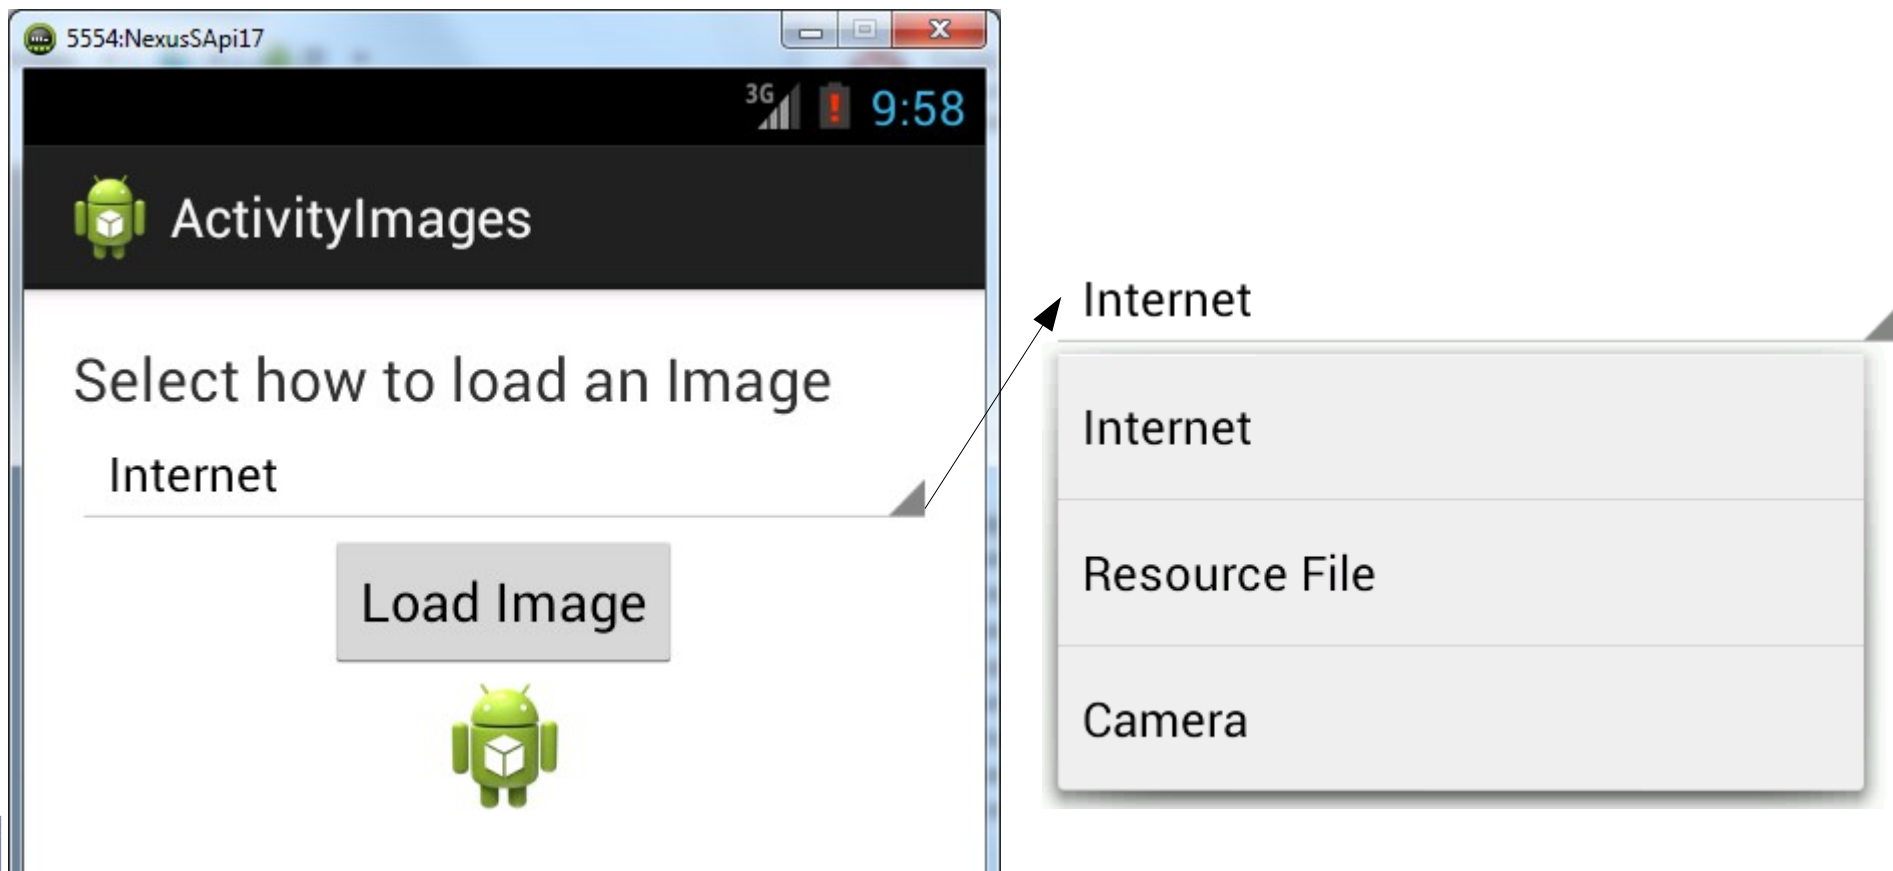 5554:NexusSApi17
3G 9:58
ActivityImages
Select how to load an Image
Internet
Load Image
Internet
Internet
Resource File
Camera